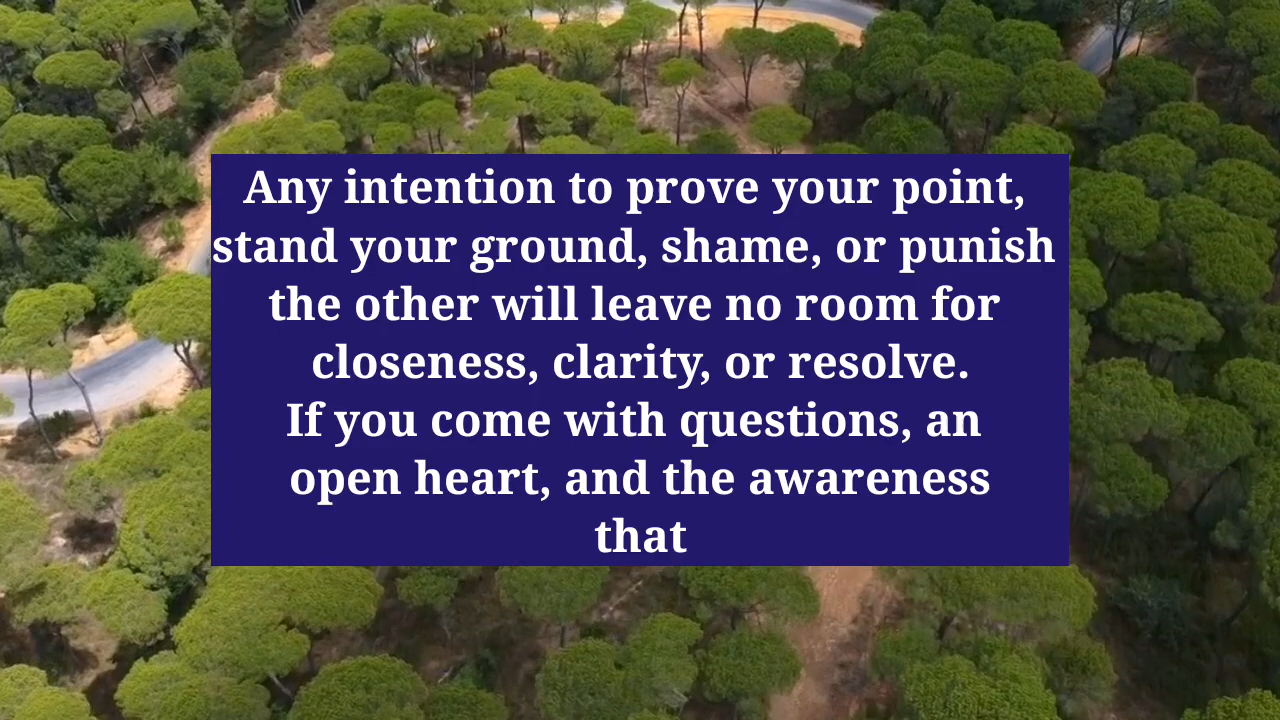 Any intention to prove your point,
stand your ground, shame, or punish
the other will leave no room for
closeness, clarity, or resolve.
If you come with questions, an
open heart, and the awareness
that